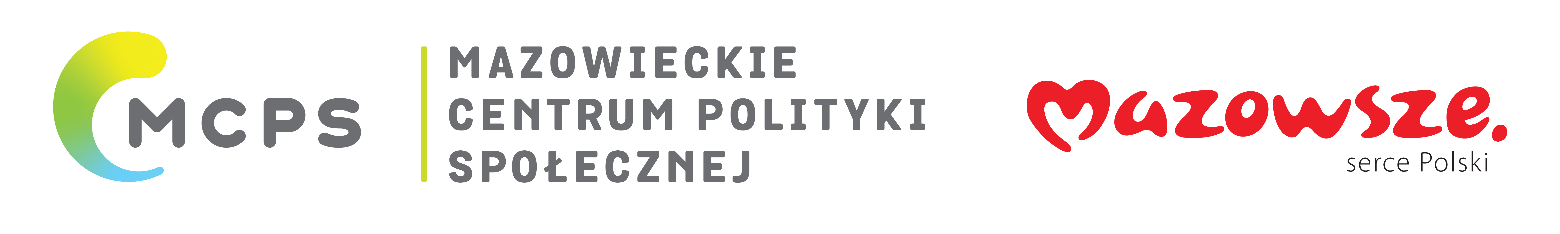 MCPS
MAZOWIECKIE
CENTRUM POLITYKI
SPOŁECZNEJ
Mazowsze.
serce Polski